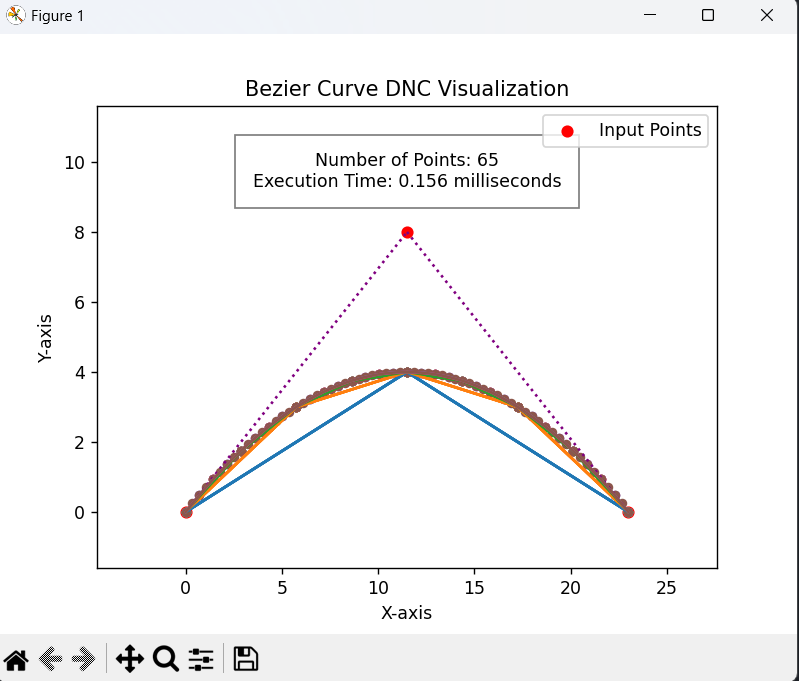 Figure 1
Bezier Curve DNC Visualization
Input Points
Number of Points: 65
Execution Time: 0.156 milliseconds
10
8
6
4
2
0
Y-axis
0 5 10 15 20 25
X-axis